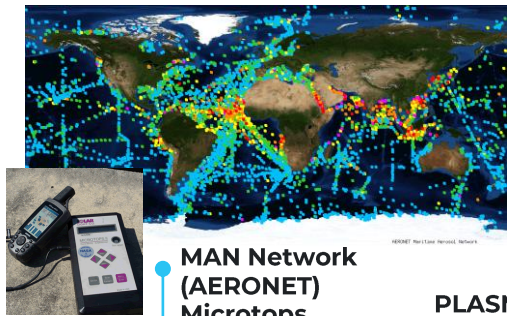 AERONET Maritime Aerosol Network
MAN Network
(AERONET)
Microtops
PLASM